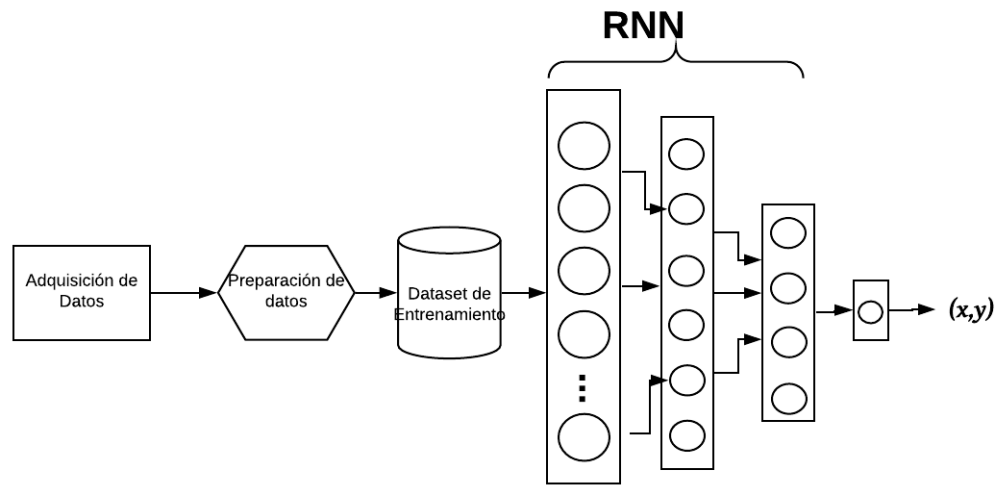 RNN
Adquisición de
Datos
Preparación de
datos
Dataset de
Entrenamiento
(x,y)